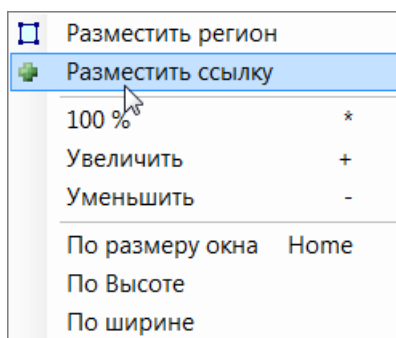 Разместить регион
Разместить ссылку
100 % *
Увеличить +
Уменьшить -
По размеру окна Home
По Высоте
По ширине